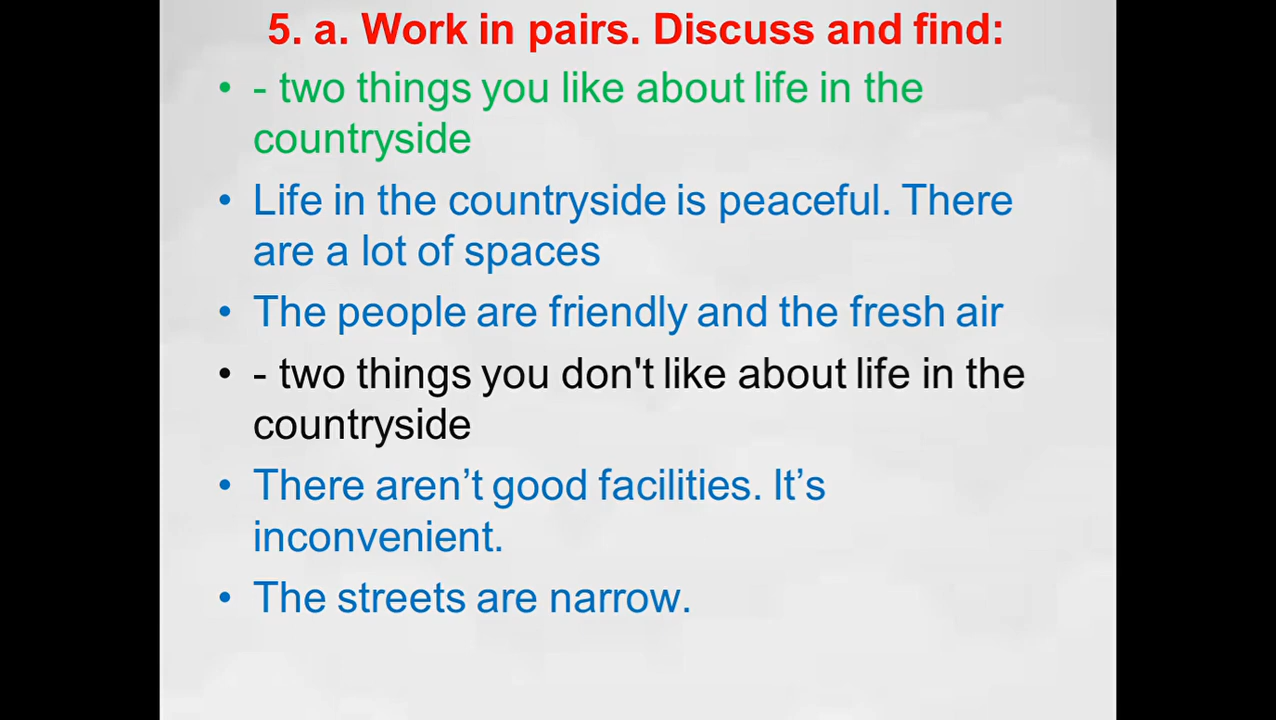 5. a. Work in pairs. Discuss and find:
• - two things you like about life in the
countryside
• Life in the countryside is peaceful. There
are a lot of spaces
• The people are friendly and the fresh air
• - two things you don't like about life in the
countryside
• There aren’t good facilities. It’s
inconvenient.
• The streets are narrow.